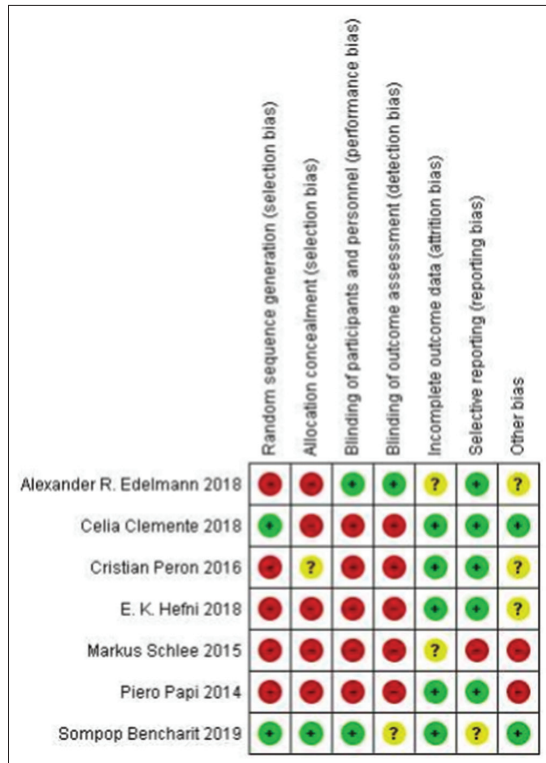 Random sequence generation (selection bias)
Allocation concealment (selection bias)
Blinding of participants and personnel (performance bias)
Blinding of outcome assessment (detection bias)
Incomplete outcome data (attrition bias)
Selective reporting (reporting bias)
Other bias
Alexander R. Edelmann 2018 - - + + ? + ?
Celia Clemente 2018 + - - - + + +
Cristian Peron 2016 - ? - - + + ?
E. K. Hefni 2018 - - - - + + ?
Markus Schlee 2015 - - - - ? - -
Piero Papi 2014 - - - - + + -
Sompop Bencharit 2019 + + + ? + ? +